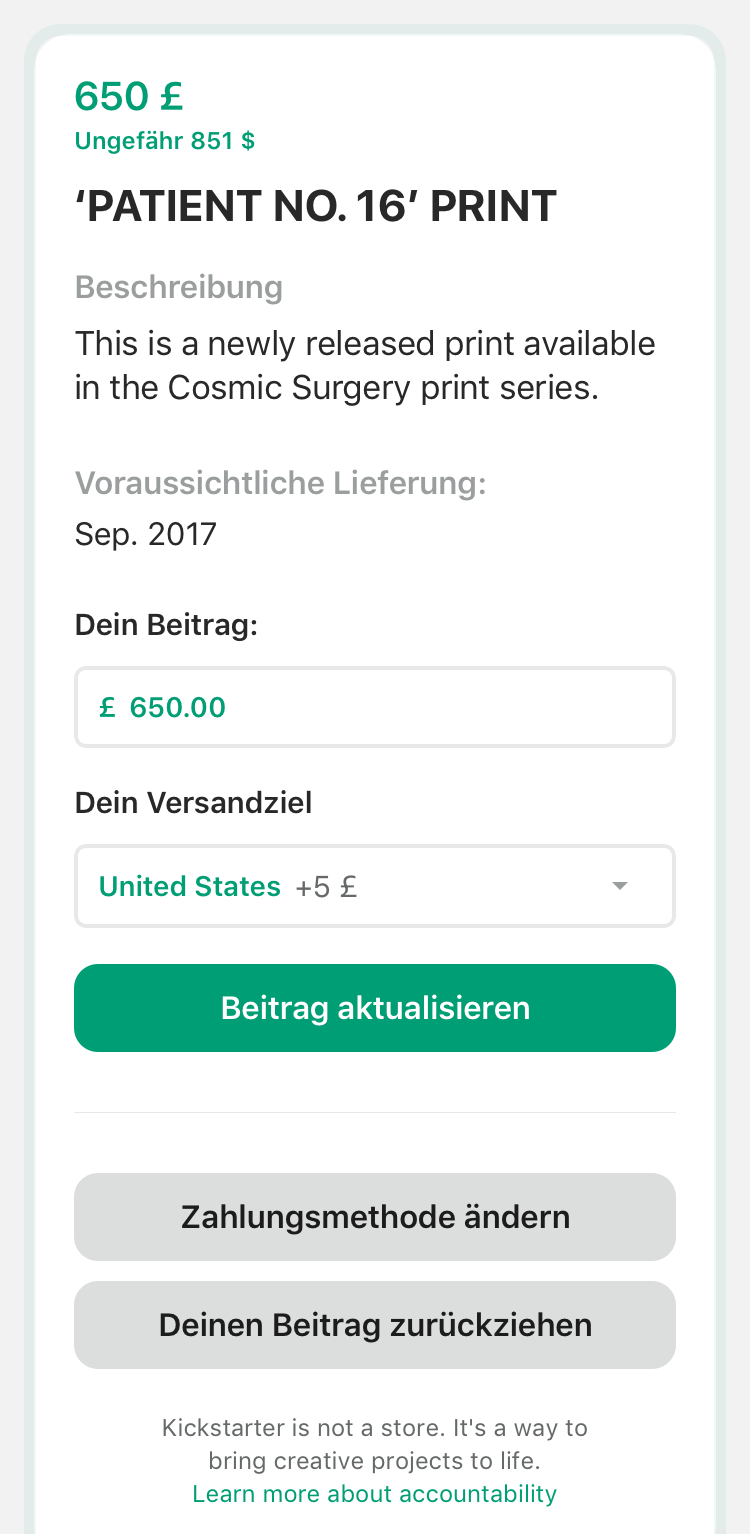 650 £
Ungefähr 851 $
‘PATIENT NO. 16’ PRINT
Beschreibung
This is a newly released print available
in the Cosmic Surgery print series.
Voraussichtliche Lieferung:
Sep. 2017
Dein Beitrag:
£ 650.00
Dein Versandziel
United States +5 £
Beitrag aktualisieren
Zahlungsmethode ändern
Deinen Beitrag zurückziehen
Kickstarter is not a store. It's a way to
bring creative projects to life.
Learn more about accountability